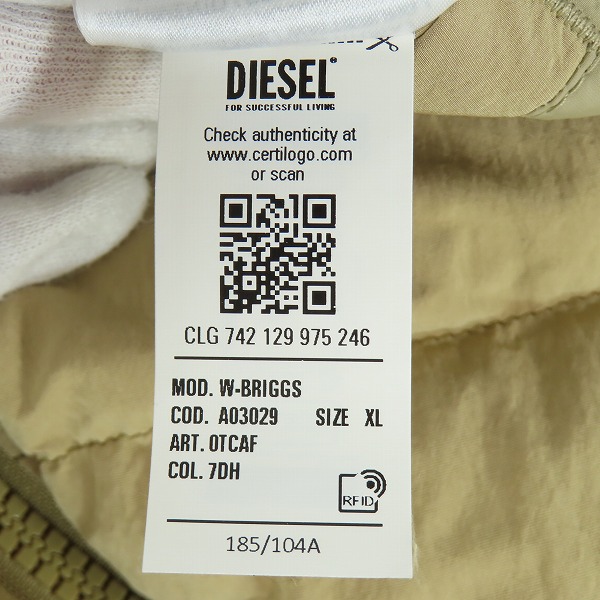 DIESEL®
FOR SUCCESSFUL LIVING
Check authenticity at
www.certilogo.com
or scan
CLG 742 129 975 246
MOD. W-BRIGGS
COD. A03029 SIZE XL
ART. 0TCAF
COL. 7DH
RFID
185/104A